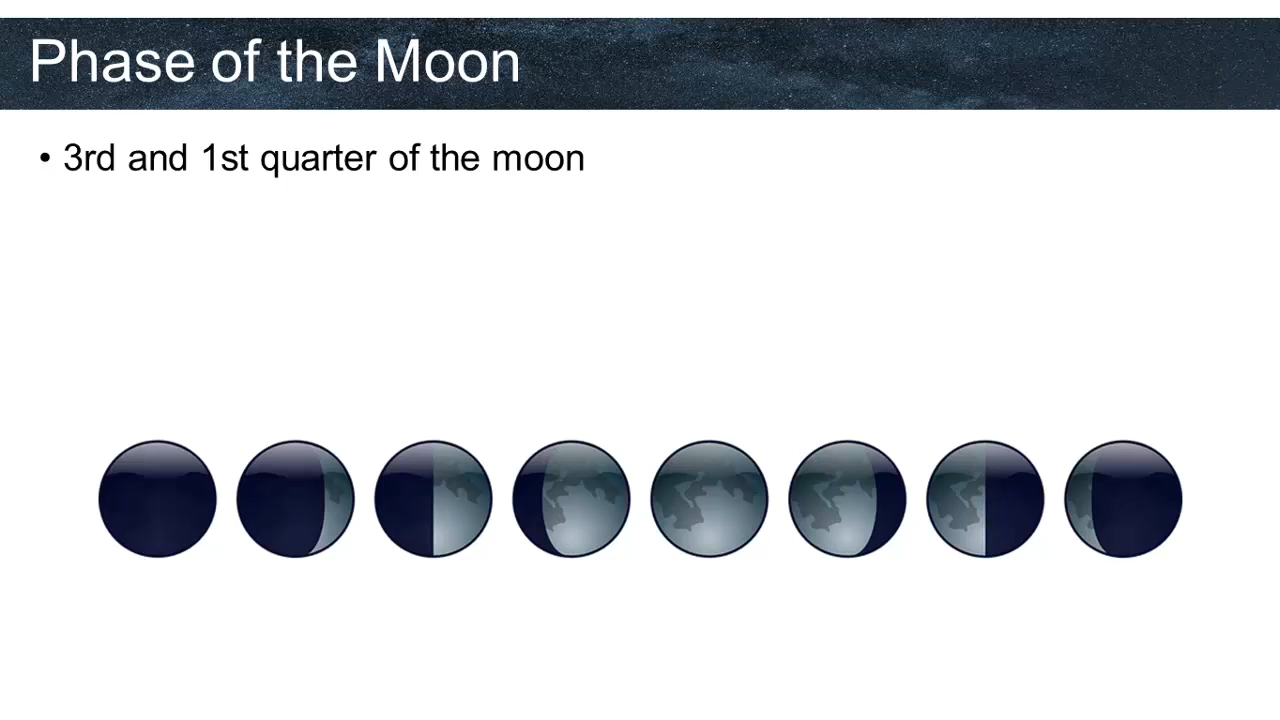 Phase of the Moon
• 3rd and 1st quarter of the moon